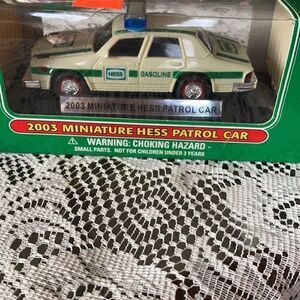 HESS
GASOLINE
2003 MINIATURE HESS PATROL CAR
2003 MINIATURE HESS PATROL CAR
WARNING: CHOKING HAZARD -
SMALL PARTS. NOT FOR CHILDREN UNDER 3 YEARS